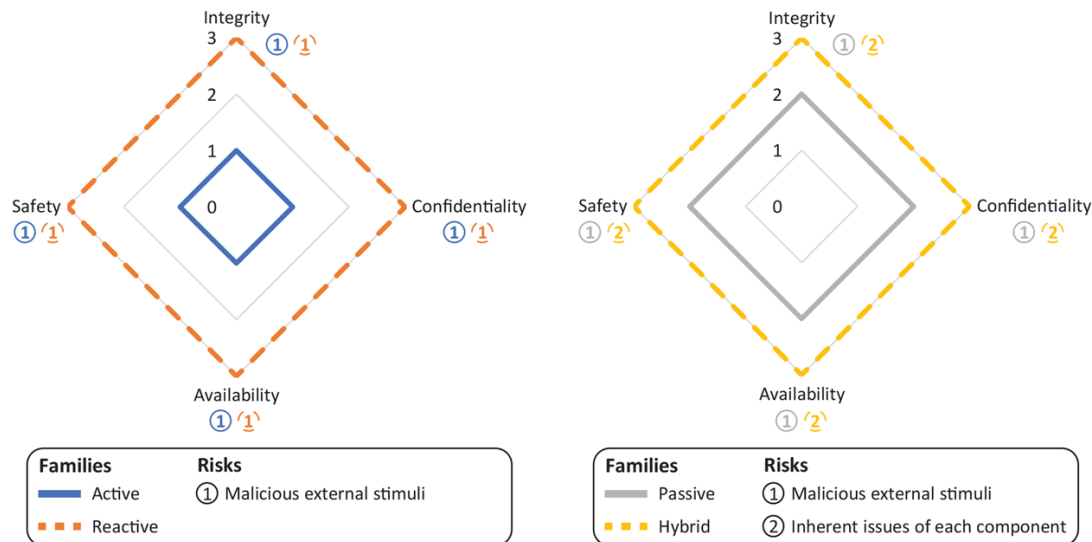 Integrity
3
① ①
2
1
Safety
0
Confidentiality
① ①
① ①
Availability
① ①
Families Risks
Active ① Malicious external stimuli
Reactive
Integrity
3
① ②
2
1
Safety
0
Confidentiality
① ②
① ②
Availability
① ②
Families Risks
Passive ① Malicious external stimuli
Hybrid ② Inherent issues of each component